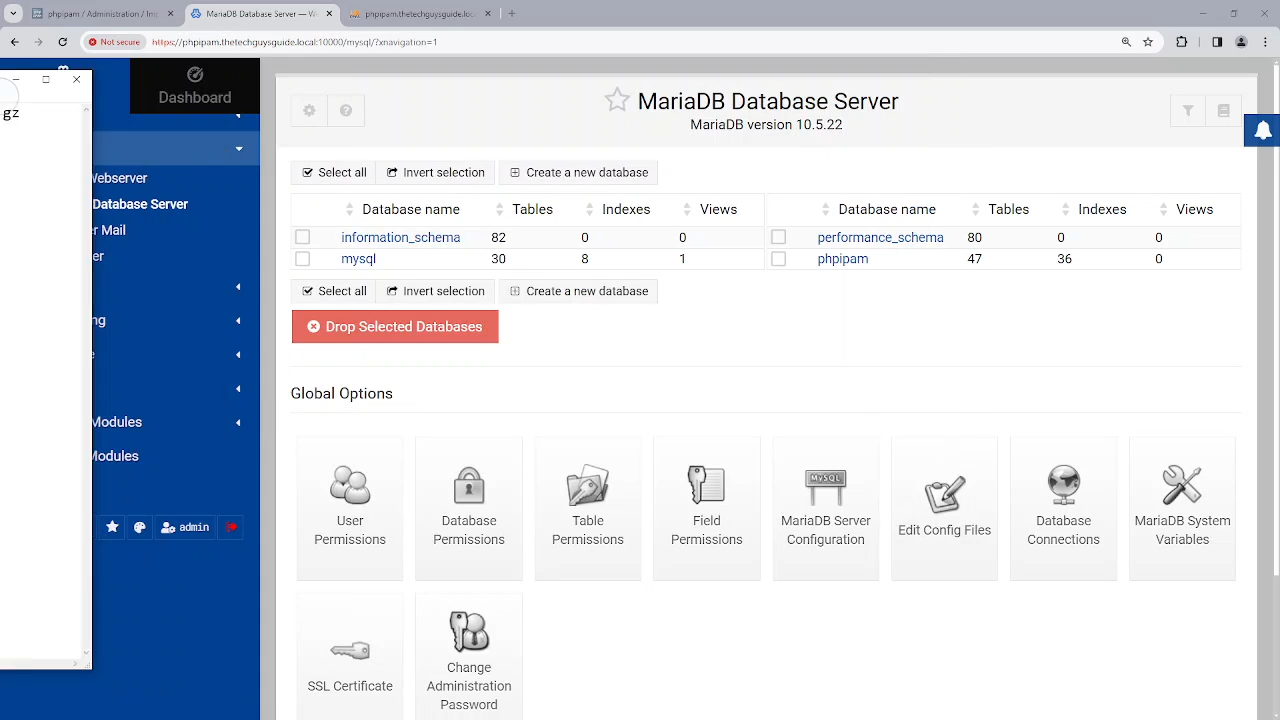 phpipam / Administration / Ins
MariaDB Database Server — W
phpipam.thetechguysguide.loc
Not secure
https://phpipam.thetechguysguide.local:10000/mysql/?xnavigation=1
gz
Dashboard
Webserver
Database Server
r Mail
er
ng
e
Modules
Modules
admin
MariaDB Database Server
MariaDB version 10.5.22
Select all
Invert selection
Create a new database
Database name Tables Indexes Views
Database name Tables Indexes Views
information_schema 82 0 0
performance_schema 80 0 0
mysql 30 8 1
phpipam 47 36 0
Select all
Invert selection
Create a new database
Drop Selected Databases
Global Options
User
Permissions
Database
Permissions
Table
Permissions
Field
Permissions
MYSQL
MariaDB Server
Configuration
Edit Config Files
Database
Connections
MariaDB System
Variables
SSL Certificate
Change
Administration
Password